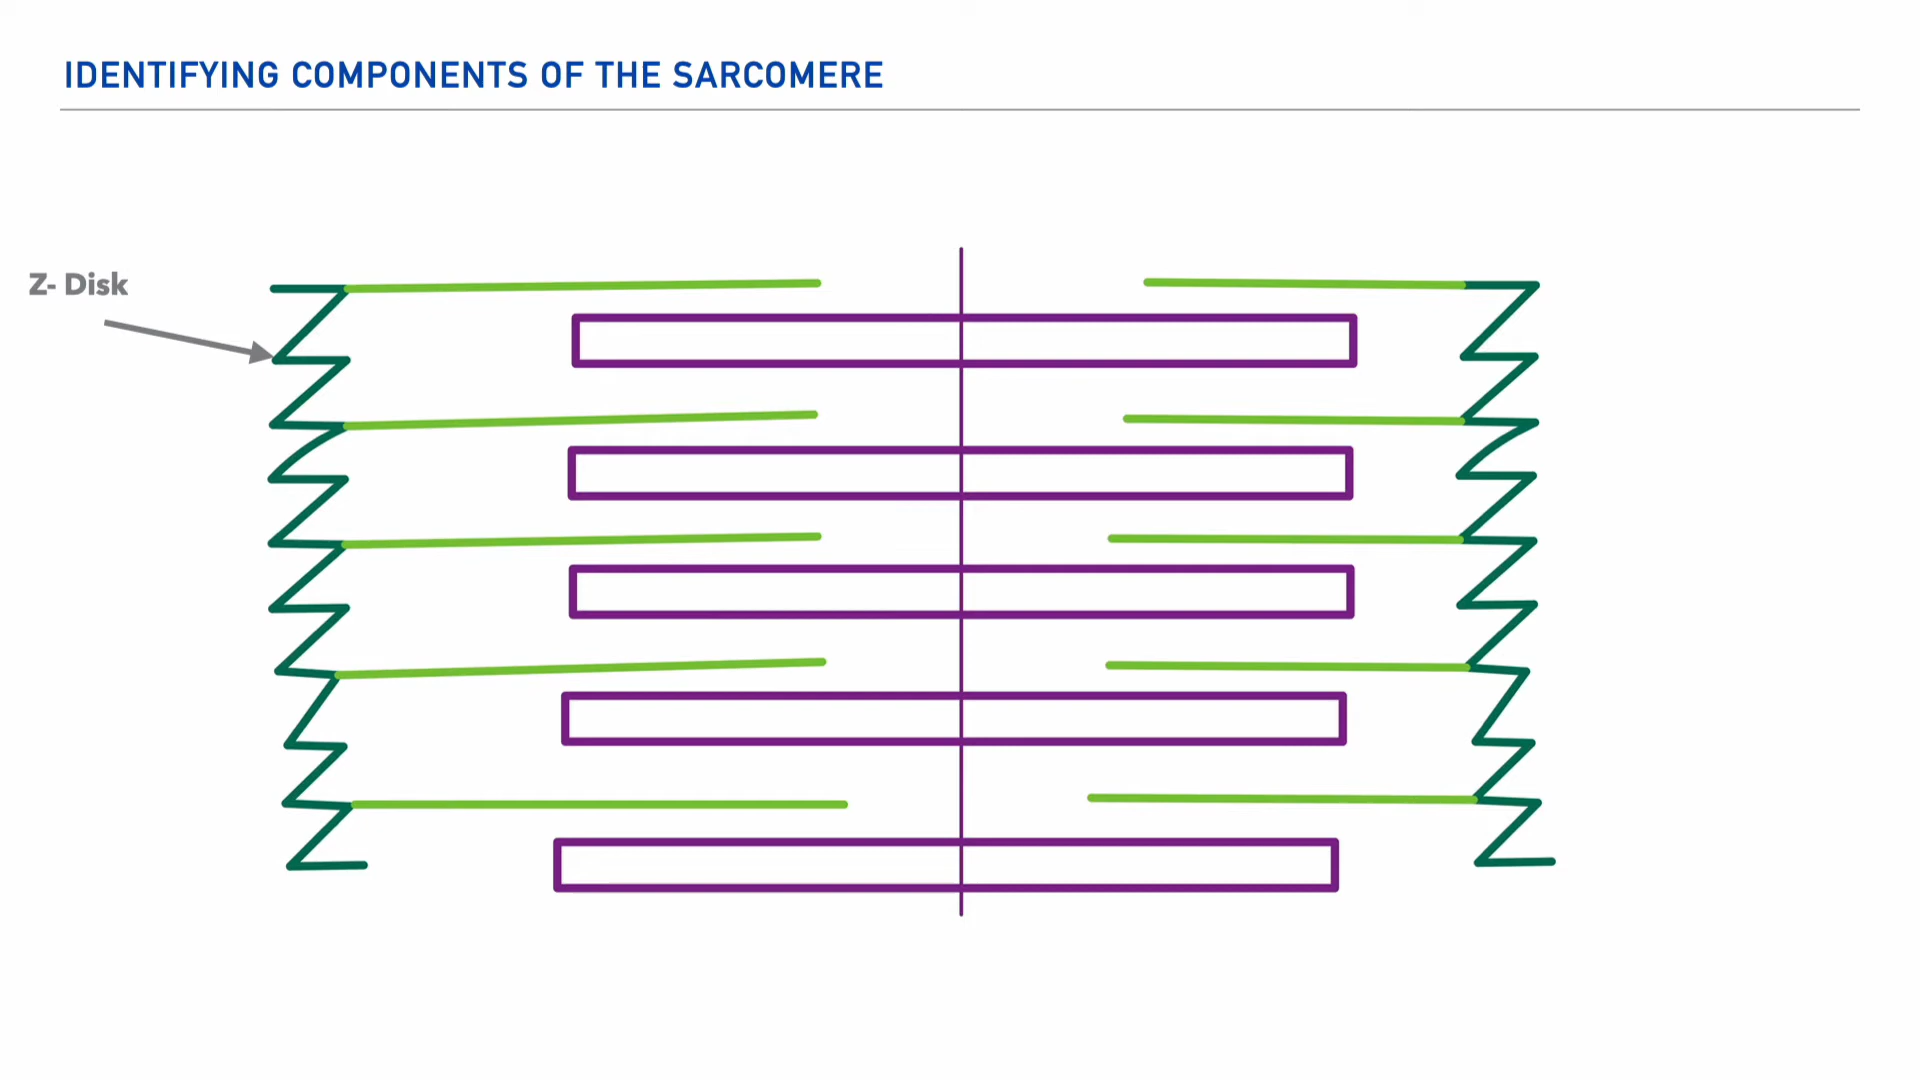 IDENTIFYING COMPONENTS OF THE SARCOMERE
Z- Disk